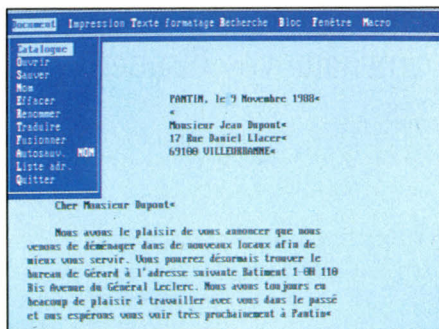 Document Impression Texte formatage Recherche Bloc Fenêtre Macro
Catalogue
Ouvrir
Sauver
Nom
Effacer
Renommer
Traduire
Fusionner
Autosauv. NON
Liste adr.
Quitter
PANTIN, le 9 Novembre 1988<
<
Monsieur Jean Dupont<
17 Rue Daniel Llacer<
69100 VILLEURBANNE<
Cher Monsieur Dupont<
Nous avons le plaisir de vous annoncer que nous
venons de déménager dans de nouveaux locaux afin de
mieux vous servir. Vous pourrez désormais trouver le
bureau de Gérard à l'adresse suivante Batiment 1-0H 110
Bis Avenue du Général Leclerc. Nous avons toujours eu
beacoup de plaisir à travailler avec vous dans le passé
et ous espérons vous voir très prochainement à Pantin<